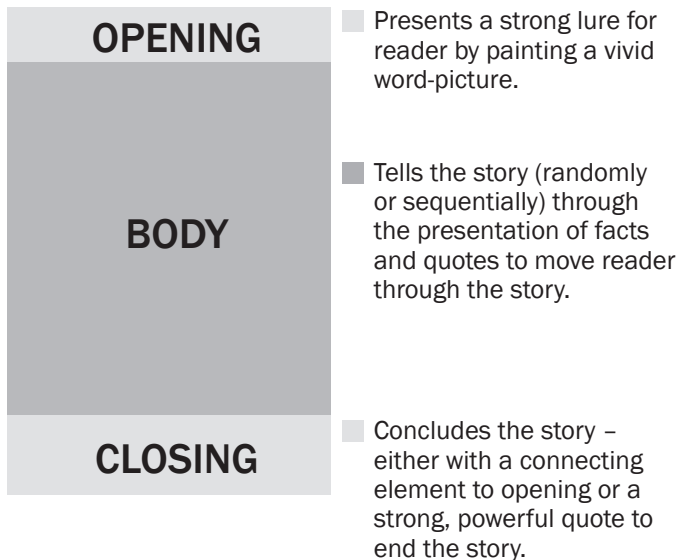 OPENING
Presents a strong lure for
reader by painting a vivid
word-picture.
BODY
Tells the story (randomly
or sequentially) through
the presentation of facts
and quotes to move reader
through the story.
CLOSING
Concludes the story –
either with a connecting
element to opening or a
strong, powerful quote to
end the story.